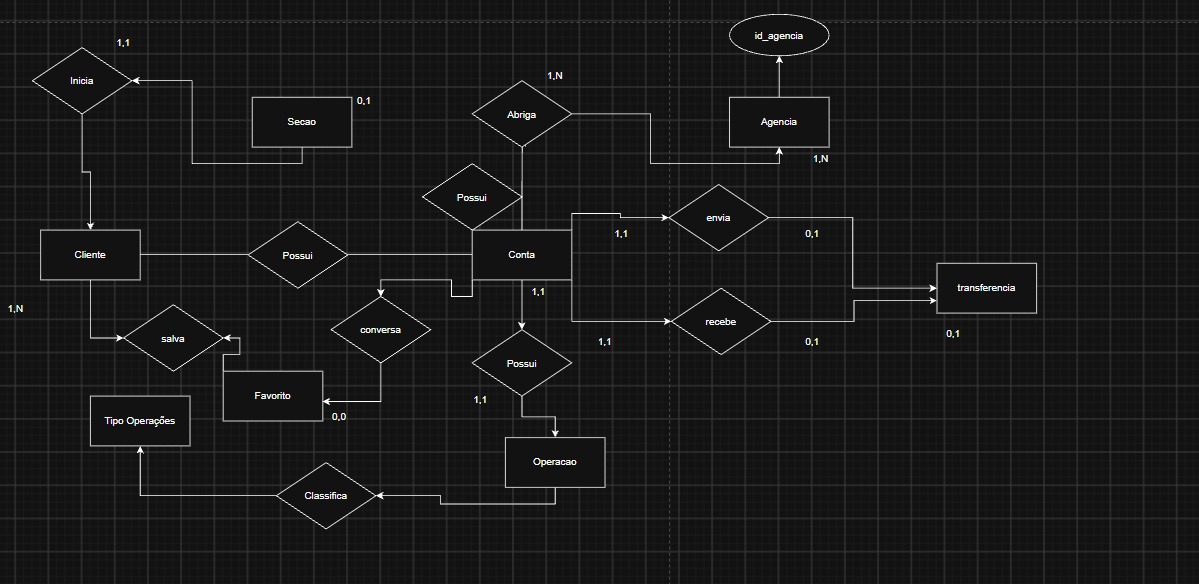 id_agencia
1,1
Inicia
1,N
0,1
Secao
Abriga
Agencia
1,N
Possui
envia
1,1
0,1
Cliente
Possui
Conta
transferencia
1,1
1,N
salva
conversa
recebe
1,1
0,1
0,1
Possui
Favorito
1,1
0,0
Tipo Operações
Operacao
Classifica